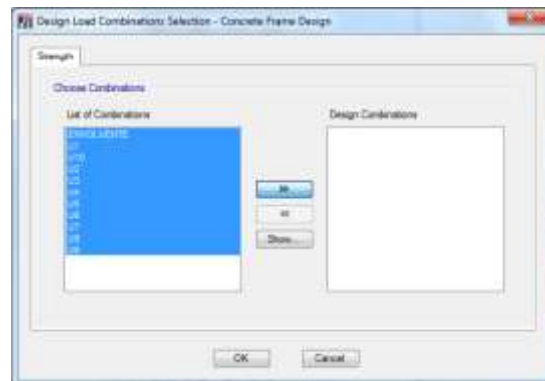 Design Load Combinations Selection - Concrete Frame Design
Strength
Choose Combinations
List of Combinations
Design Combinations
ENVOLVENTE
U1
U10
U2
U3
U4
U5
U6
U7
U8
U9
>>
<<
Show...
OK
Cancel